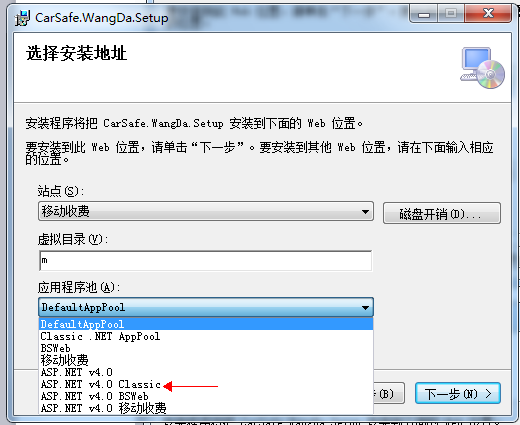 CarSafe.WangDa.Setup
选择安装地址
安装程序将把 CarSafe.WangDa.Setup 安装到下面的 Web 位置。
要安装到此 Web 位置，请单击“下一步”。要安装到其他 Web 位置，请在下面输入相应
的位置。
站点(S):
移动收费
磁盘开销(D)...
虚拟目录(V):
m
应用程序池(A):
DefaultAppPool
DefaultAppPool
Classic .NET AppPool
BSWeb
移动收费
ASP.NET v4.0
ASP.NET v4.0 Classic
ASP.NET v4.0 BSWeb
ASP.NET v4.0 移动收费
(B)
下一步(N) >